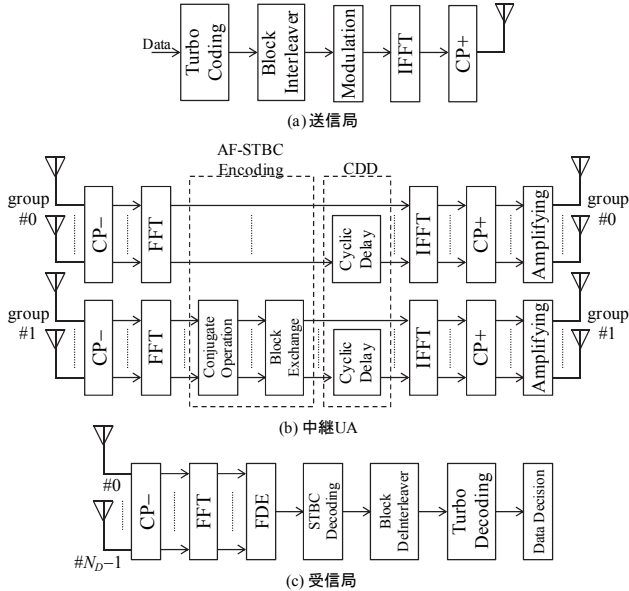 Data
Turbo
Coding
Block
Interleaver
Modulation
IFFT
CP+
(a) 送信局
AF-STBC
Encoding
CDD
group
#0
CP−
FFT
Cyclic
Delay
IFFT
CP+
Amplifying
group
#0
group
#1
CP−
FFT
Conjugate
Operation
Block
Exchange
Cyclic
Delay
IFFT
CP+
Amplifying
group
#1
(b) 中継UA
#0
#N_D−1
CP−
FFT
FDE
STBC
Decoding
Block
DeInterleaver
Turbo
Decoding
Data Decision
(c) 受信局